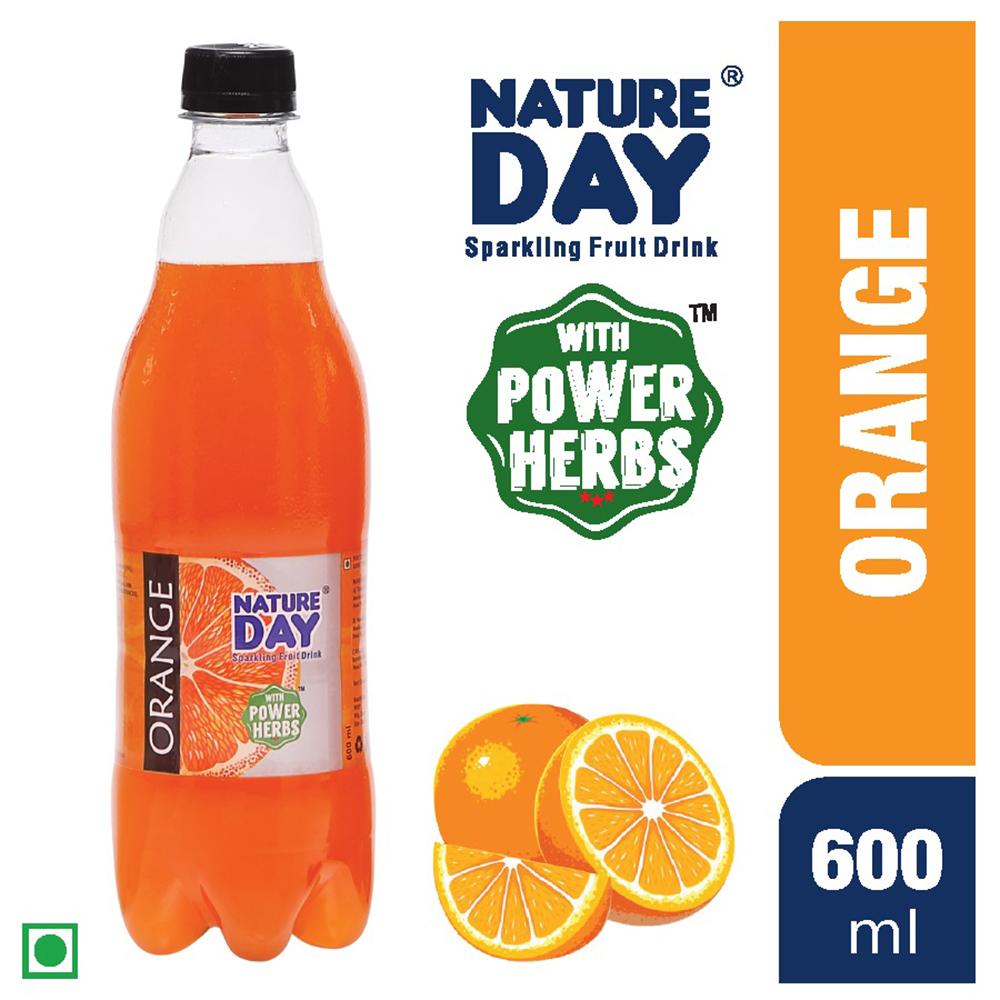 NATURE ®
DAY
Sparkling Fruit Drink
WITH
POWER
HERBS
TM
ORANGE
600
ml
ORANGE
NATURE ®
DAY
Sparkling Fruit Drink
WITH TM
POWER
HERBS
600 ml